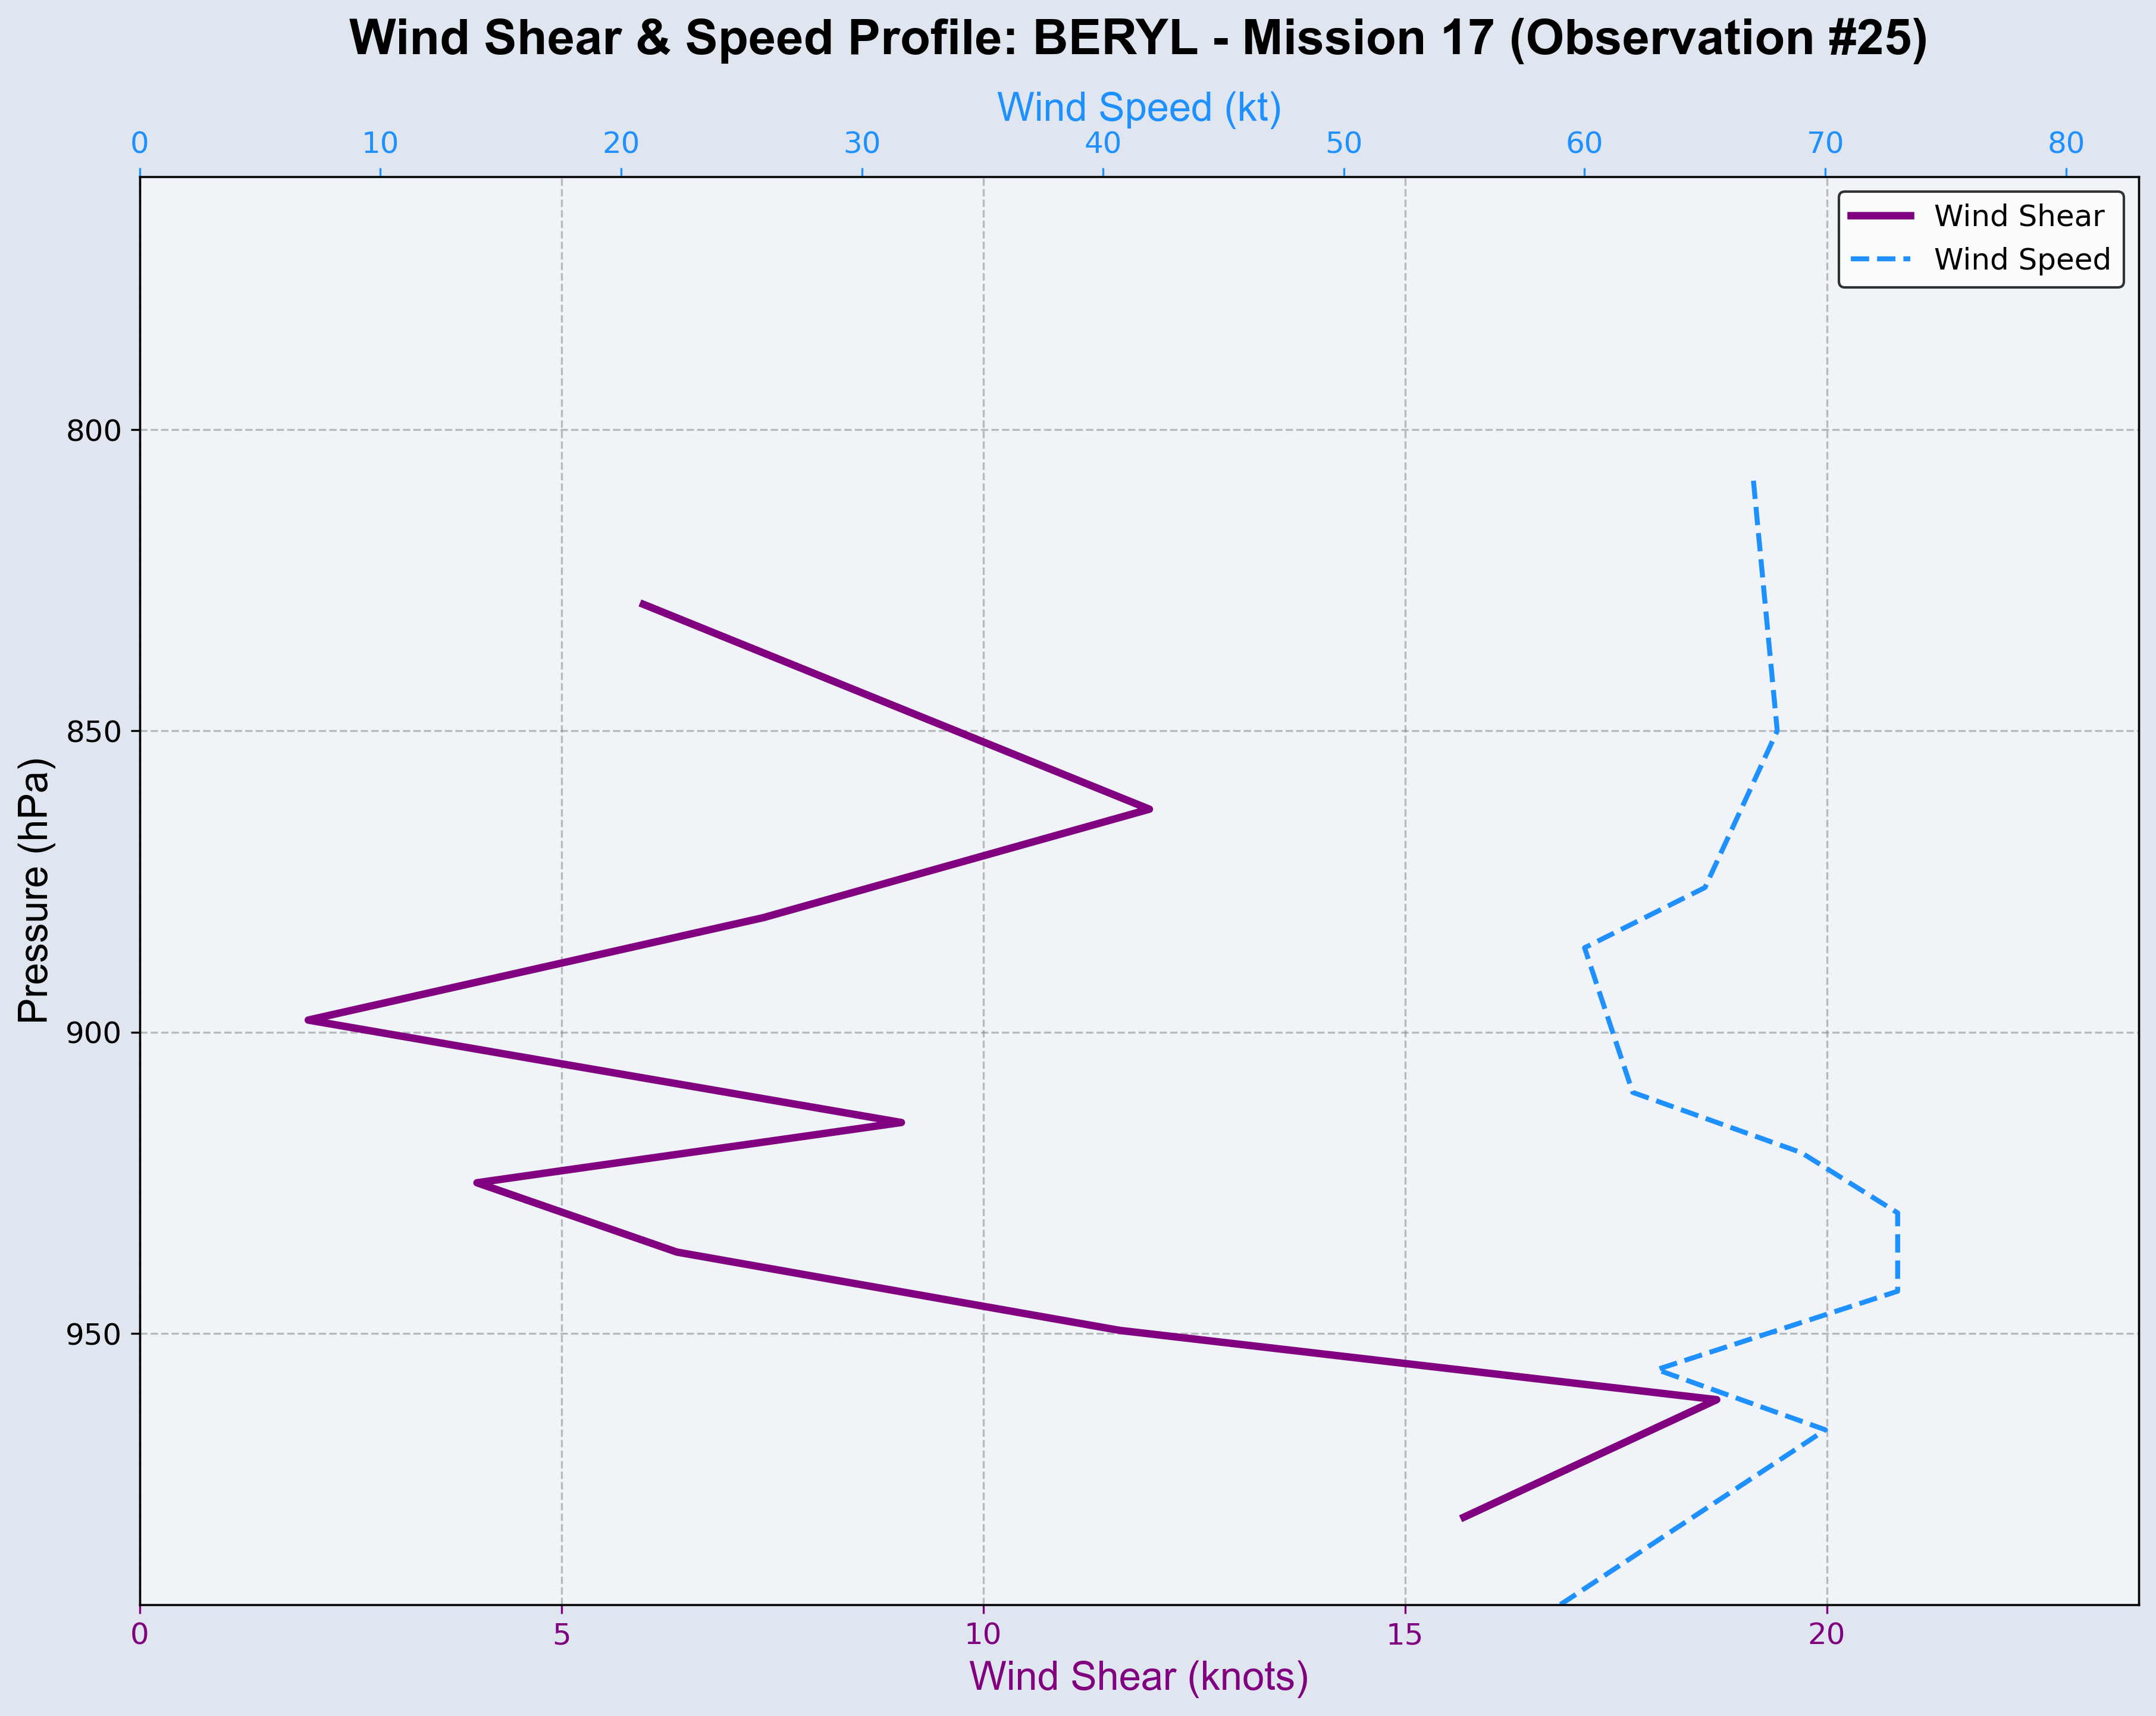 Wind Shear & Speed Profile: BERYL - Mission 17 (Observation #25)
Wind Speed (kt)
0 10 20 30 40 50 60 70 80
Wind Shear
Wind Speed
Pressure (hPa)
800
850
900
950
0 5 10 15 20
Wind Shear (knots)